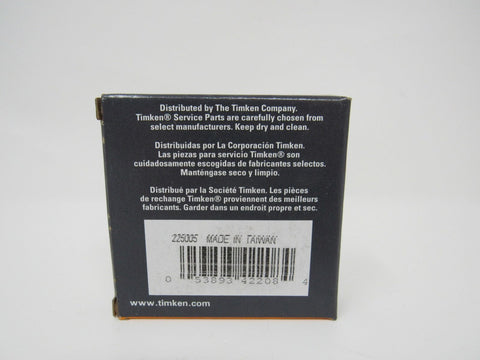 Distributed by The Timken Company.
Timken® Service Parts are carefully chosen from
select manufacturers. Keep dry and clean.
Distribuidas por La Corporación Timken.
Las piezas para servicio Timken® son
cuidadosamente escogidas de fabricantes selectos.
Manténgase seco y limpio.
Distribué par la Société Timken. Les pièces
de rechange Timken® proviennent des meilleurs
fabricants. Garder dans un endroit propre et sec.
225005 MADE IN TAIWAN
0 53893 42208 4
www.timken.com